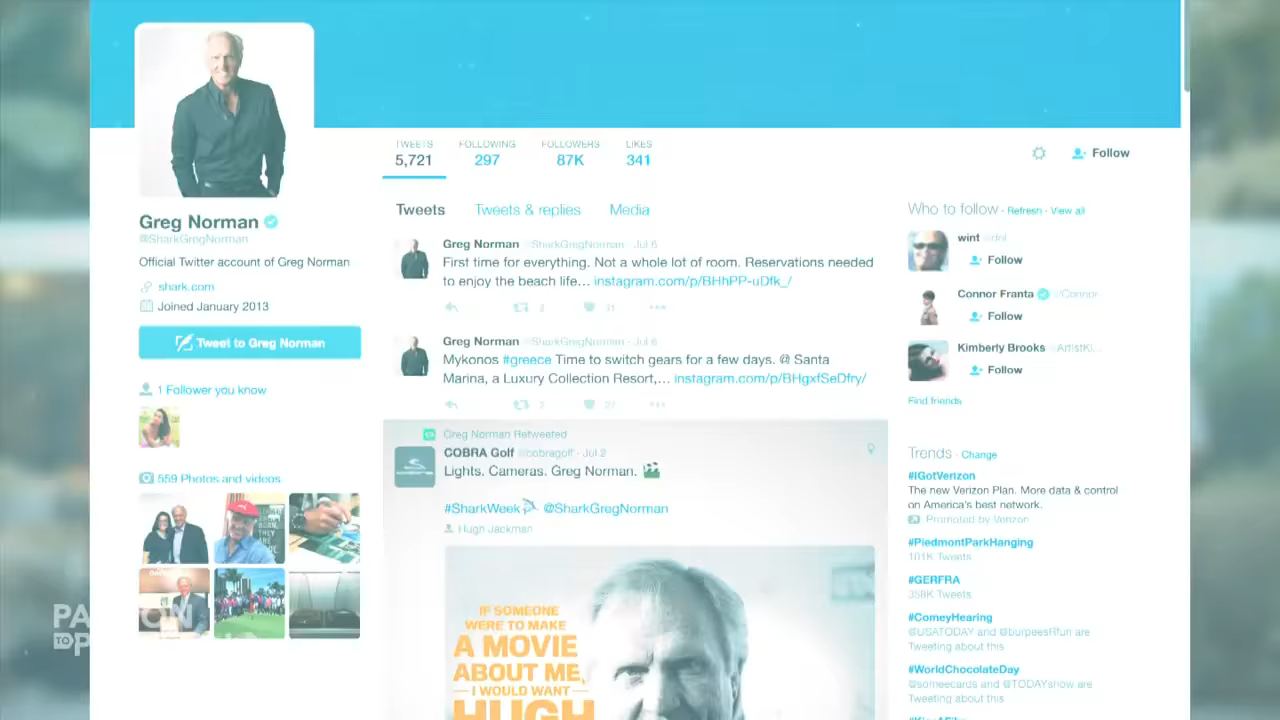 TWEETS
5,721
FOLLOWING
297
FOLLOWERS
87K
LIKES
341
Follow
Greg Norman
@SharkGregNorman
Official Twitter account of Greg Norman
shark.com
Joined January 2013
Tweet to Greg Norman
1 Follower you know
559 Photos and videos
Tweets Tweets & replies Media
Greg Norman @SharkGregNorman · Jul 6
First time for everything. Not a whole lot of room. Reservations needed
to enjoy the beach life… instagram.com/p/BHhPP-uDfk_/
31
Greg Norman @SharkGregNorman · Jul 6
Mykonos #greece Time to switch gears for a few days. @ Santa
Marina, a Luxury Collection Resort,… instagram.com/p/BHgxfSeDfry/
27
Greg Norman Retweeted
COBRA Golf @cobragolf · Jul 2
Lights. Cameras. Greg Norman.
#SharkWeek @SharkGregNorman
Hugh Jackman
IF SOMEONE
WERE TO MAKE
A MOVIE
ABOUT ME,
I WOULD WANT
HUGH
Who to follow · Refresh · View all
wint @dril
Follow
Connor Franta @Connor
Follow
Kimberly Brooks @ArtistKi...
Follow
Find friends
Trends · Change
#IGotVerizon
The new Verizon Plan. More data & control
on America's best network.
Promoted by Verizon
#PiedmontParkHanging
101K Tweets
#GERFRA
358K Tweets
#ComeyHearing
@USATODAY and @burpeesRfun are
Tweeting about this
#WorldChocolateDay
@someecards and @TODAYshow are
Tweeting about this